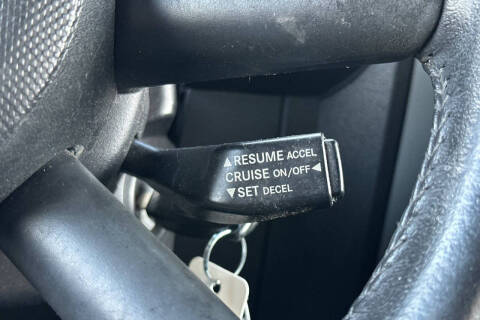 ▲RESUME ACCEL
CRUISE ON/OFF◀
▼SET DECEL